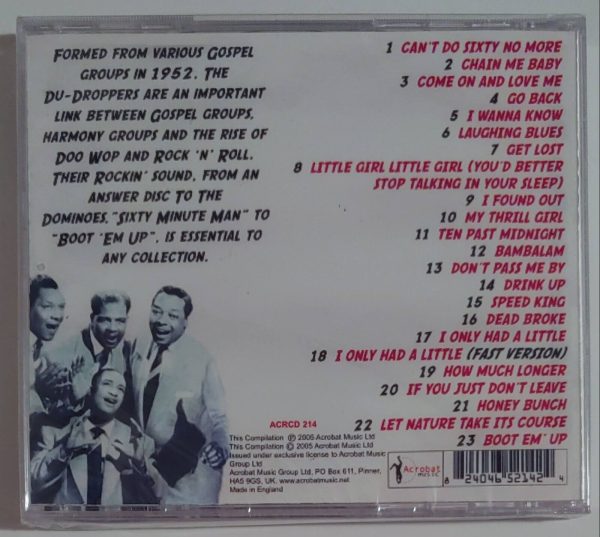 FORMED FROM VARIOUS GOSPEL
GROUPS IN 1952, THE
DU-DROPPERS ARE AN IMPORTANT
LINK BETWEEN GOSPEL GROUPS,
HARMONY GROUPS AND THE RISE OF
DOO WOP AND ROCK 'N' ROLL.
THEIR ROCKIN' SOUND, FROM AN
ANSWER DISC TO THE
DOMINOES, "SIXTY MINUTE MAN" TO
"BOOT 'EM UP", IS ESSENTIAL TO
ANY COLLECTION.
1 CAN'T DO SIXTY NO MORE
2 CHAIN ME BABY
3 COME ON AND LOVE ME
4 GO BACK
5 I WANNA KNOW
6 LAUGHING BLUES
7 GET LOST
8 LITTLE GIRL LITTLE GIRL (YOU'D BETTER
STOP TALKING IN YOUR SLEEP)
9 I FOUND OUT
10 MY THRILL GIRL
11 TEN PAST MIDNIGHT
12 BAMBALAM
13 DON'T PASS ME BY
14 DRINK UP
15 SPEED KING
16 DEAD BROKE
17 I ONLY HAD A LITTLE
18 I ONLY HAD A LITTLE (FAST VERSION)
19 HOW MUCH LONGER
20 IF YOU JUST DON'T LEAVE
21 HONEY BUNCH
22 LET NATURE TAKE ITS COURSE
23 BOOT EM' UP
ACRCD 214
This Compilation ℗ 2005 Acrobat Music Ltd
This Compilation © 2005 Acrobat Music Ltd
Issued under exclusive license to Acrobat Music
Group Ltd
Acrobat Music Group Ltd, PO Box 611, Pinner,
HA5 9GS, UK. www.acrobatmusic.net
Made in England
Acrobat
music
8 24046 52142 4